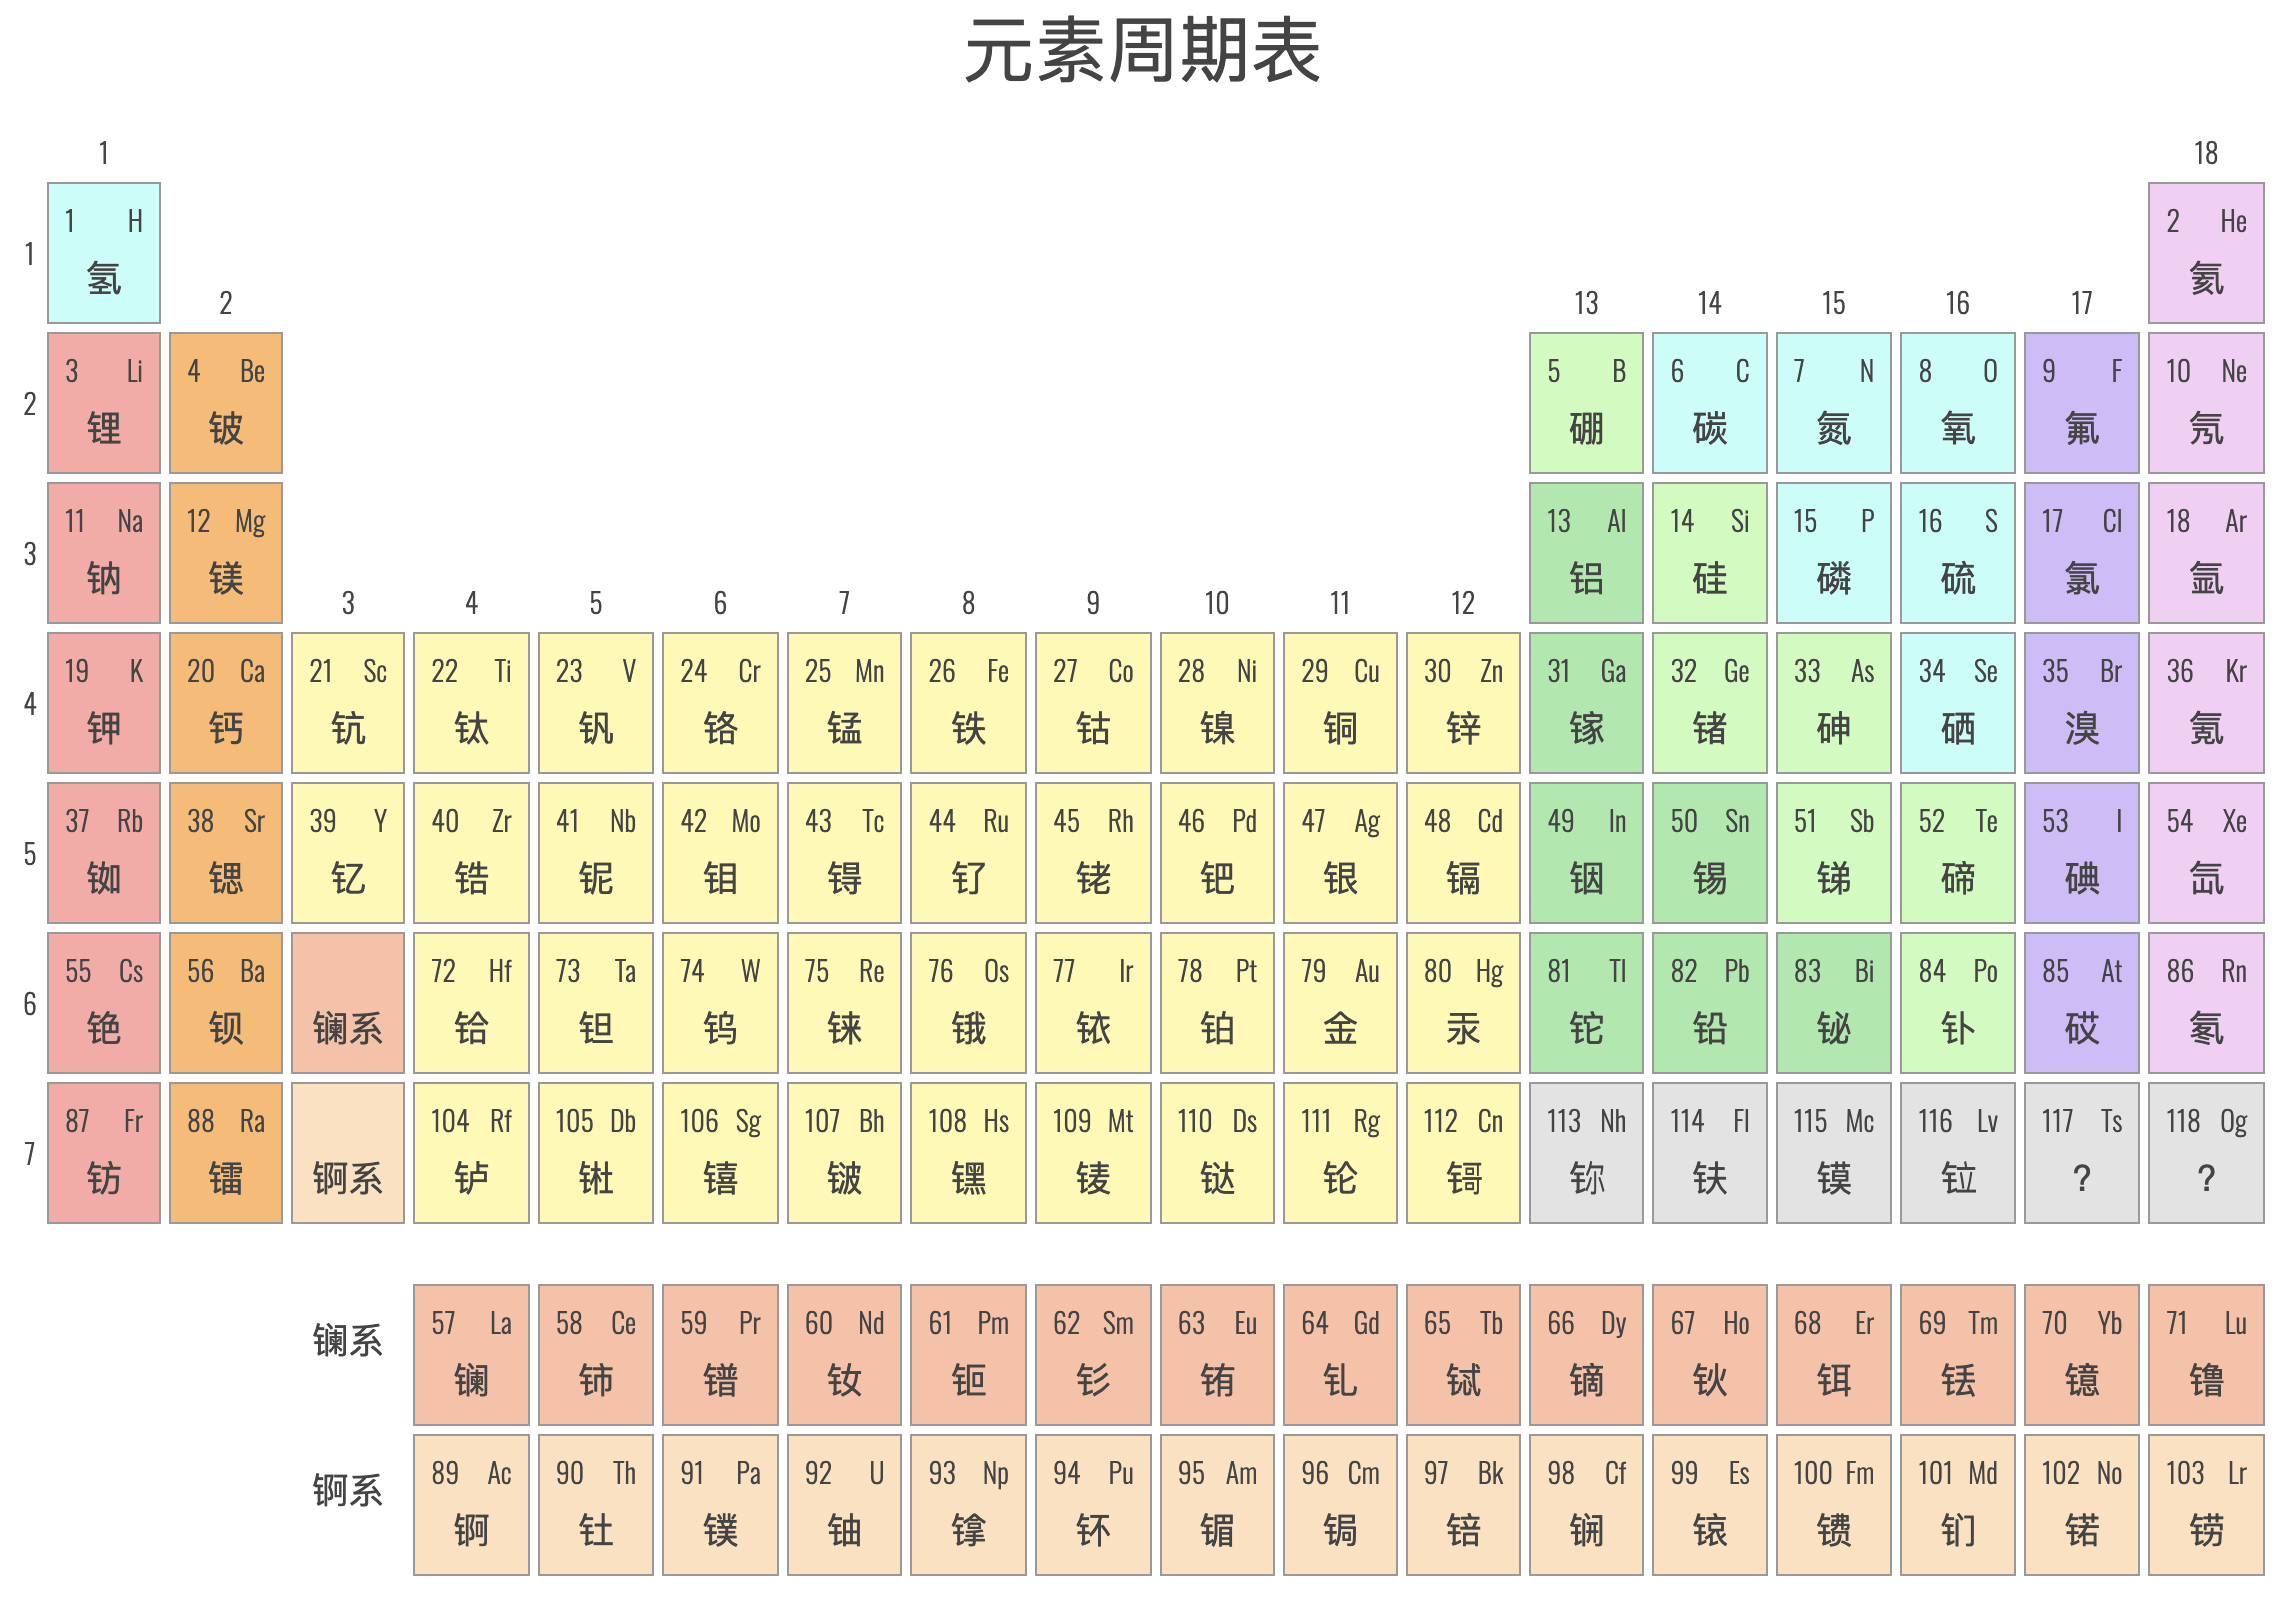 元素周期表
1 18
1 H 2 He
1 氢 氦
2 13 14 15 16 17
3 Li 4 Be 5 B 6 C 7 N 8 O 9 F 10 Ne
2 锂 铍 硼 碳 氮 氧 氟 氖
11 Na 12 Mg 13 Al 14 Si 15 P 16 S 17 Cl 18 Ar
3 钠 镁 铝 硅 磷 硫 氯 氩
3 4 5 6 7 8 9 10 11 12
19 K 20 Ca 21 Sc 22 Ti 23 V 24 Cr 25 Mn 26 Fe 27 Co 28 Ni 29 Cu 30 Zn 31 Ga 32 Ge 33 As 34 Se 35 Br 36 Kr
4 钾 钙 钪 钛 钒 铬 锰 铁 钴 镍 铜 锌 镓 锗 砷 硒 溴 氪
37 Rb 38 Sr 39 Y 40 Zr 41 Nb 42 Mo 43 Tc 44 Ru 45 Rh 46 Pd 47 Ag 48 Cd 49 In 50 Sn 51 Sb 52 Te 53 I 54 Xe
5 铷 锶 钇 锆 铌 钼 锝 钌 铑 钯 银 镉 铟 锡 锑 碲 碘 氙
55 Cs 56 Ba 72 Hf 73 Ta 74 W 75 Re 76 Os 77 Ir 78 Pt 79 Au 80 Hg 81 Tl 82 Pb 83 Bi 84 Po 85 At 86 Rn
6 铯 钡 镧系 铪 钽 钨 铼 锇 铱 铂 金 汞 铊 铅 铋 钋 砹 氡
87 Fr 88 Ra 104 Rf 105 Db 106 Sg 107 Bh 108 Hs 109 Mt 110 Ds 111 Rg 112 Cn 113 Nh 114 Fl 115 Mc 116 Lv 117 Ts 118 Og
7 钫 镭 锕系 𬬻 𬭊 𬭳 𬭛 𬭶 鿏 𫟼 𬬭 鿔 鿭 𫓧 镆 𫟷 ? ?
57 La 58 Ce 59 Pr 60 Nd 61 Pm 62 Sm 63 Eu 64 Gd 65 Tb 66 Dy 67 Ho 68 Er 69 Tm 70 Yb 71 Lu
镧系 镧 铈 镨 钕 钷 钐 铕 钆 铽 镝 钬 铒 铥 镱 镥
89 Ac 90 Th 91 Pa 92 U 93 Np 94 Pu 95 Am 96 Cm 97 Bk 98 Cf 99 Es 100 Fm 101 Md 102 No 103 Lr
锕系 锕 钍 镤 铀 镎 钚 镅 锔 锫 锎 锿 镄 钔 锘 铹